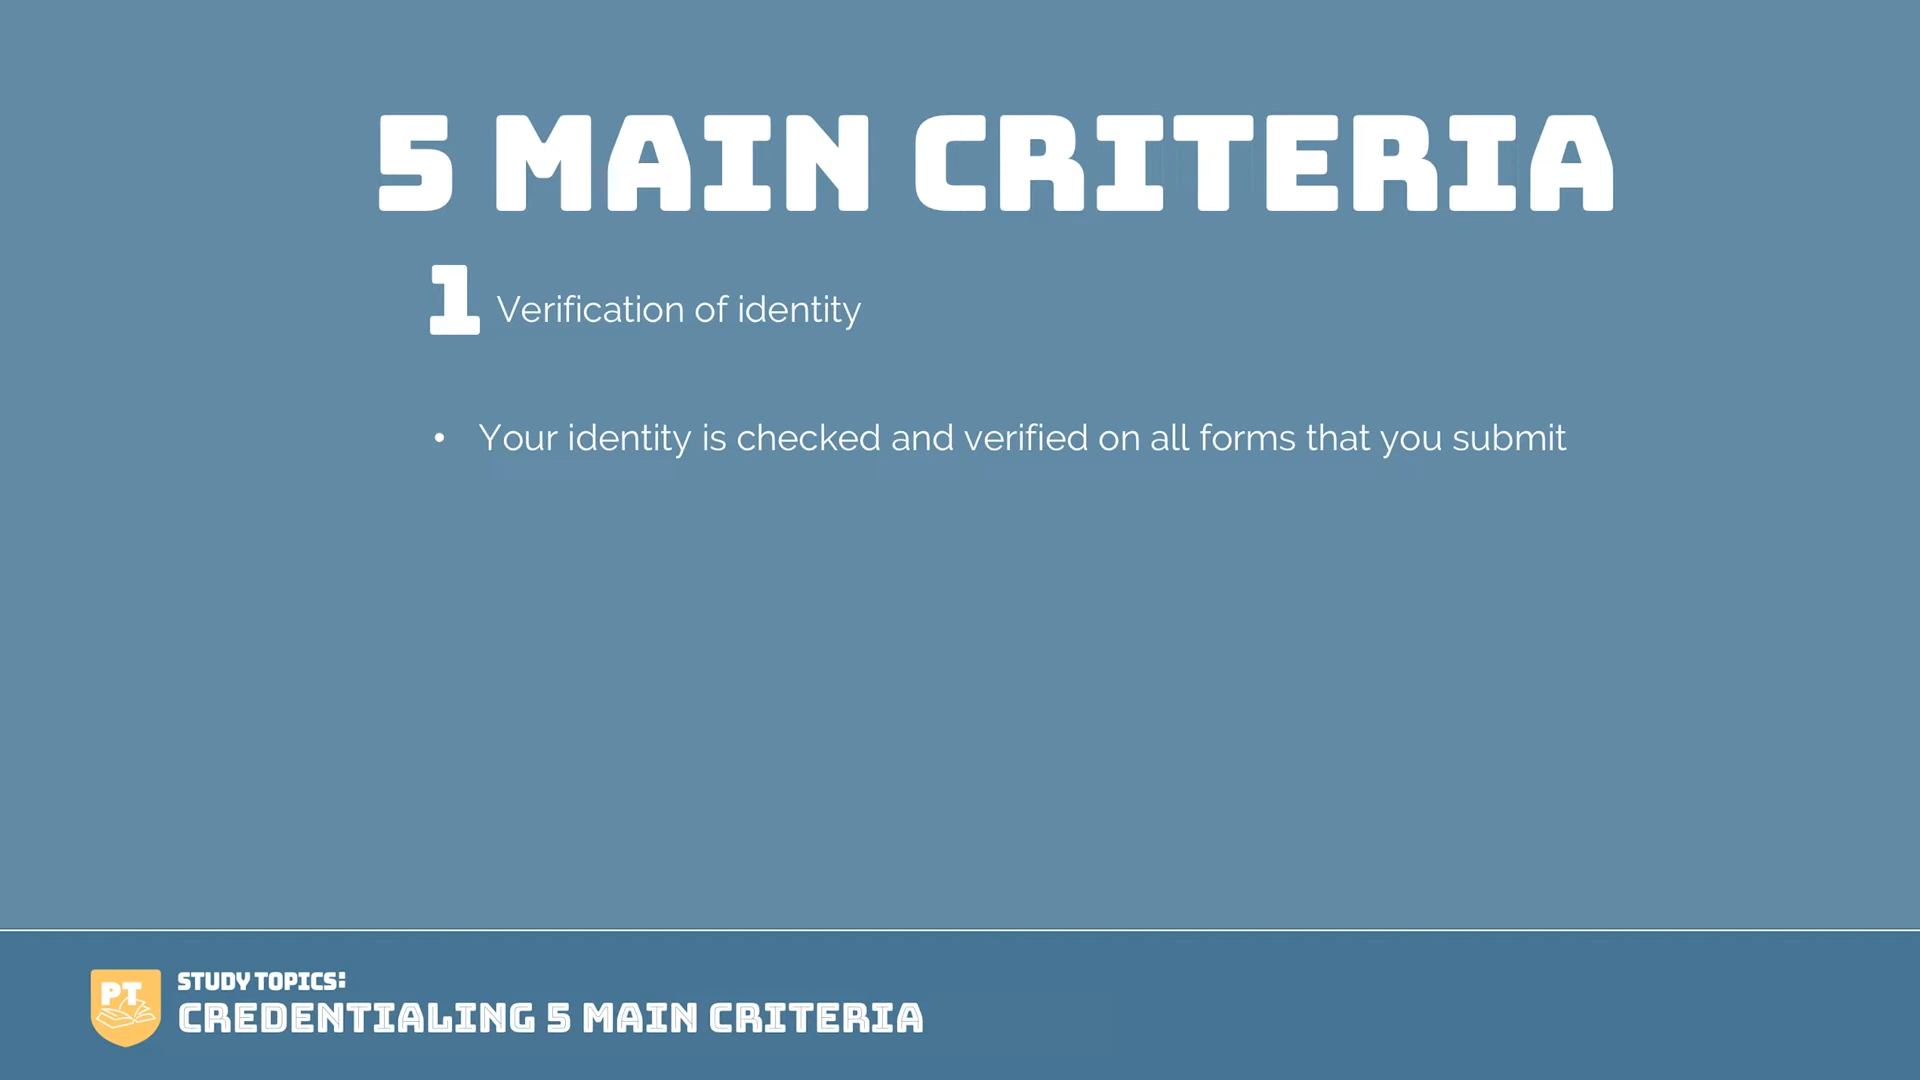 5 MAIN CRITERIA
1 Verification of identity
• Your identity is checked and verified on all forms that you submit
PT
STUDY TOPICS:
CREDENTIALING 5 MAIN CRITERIA